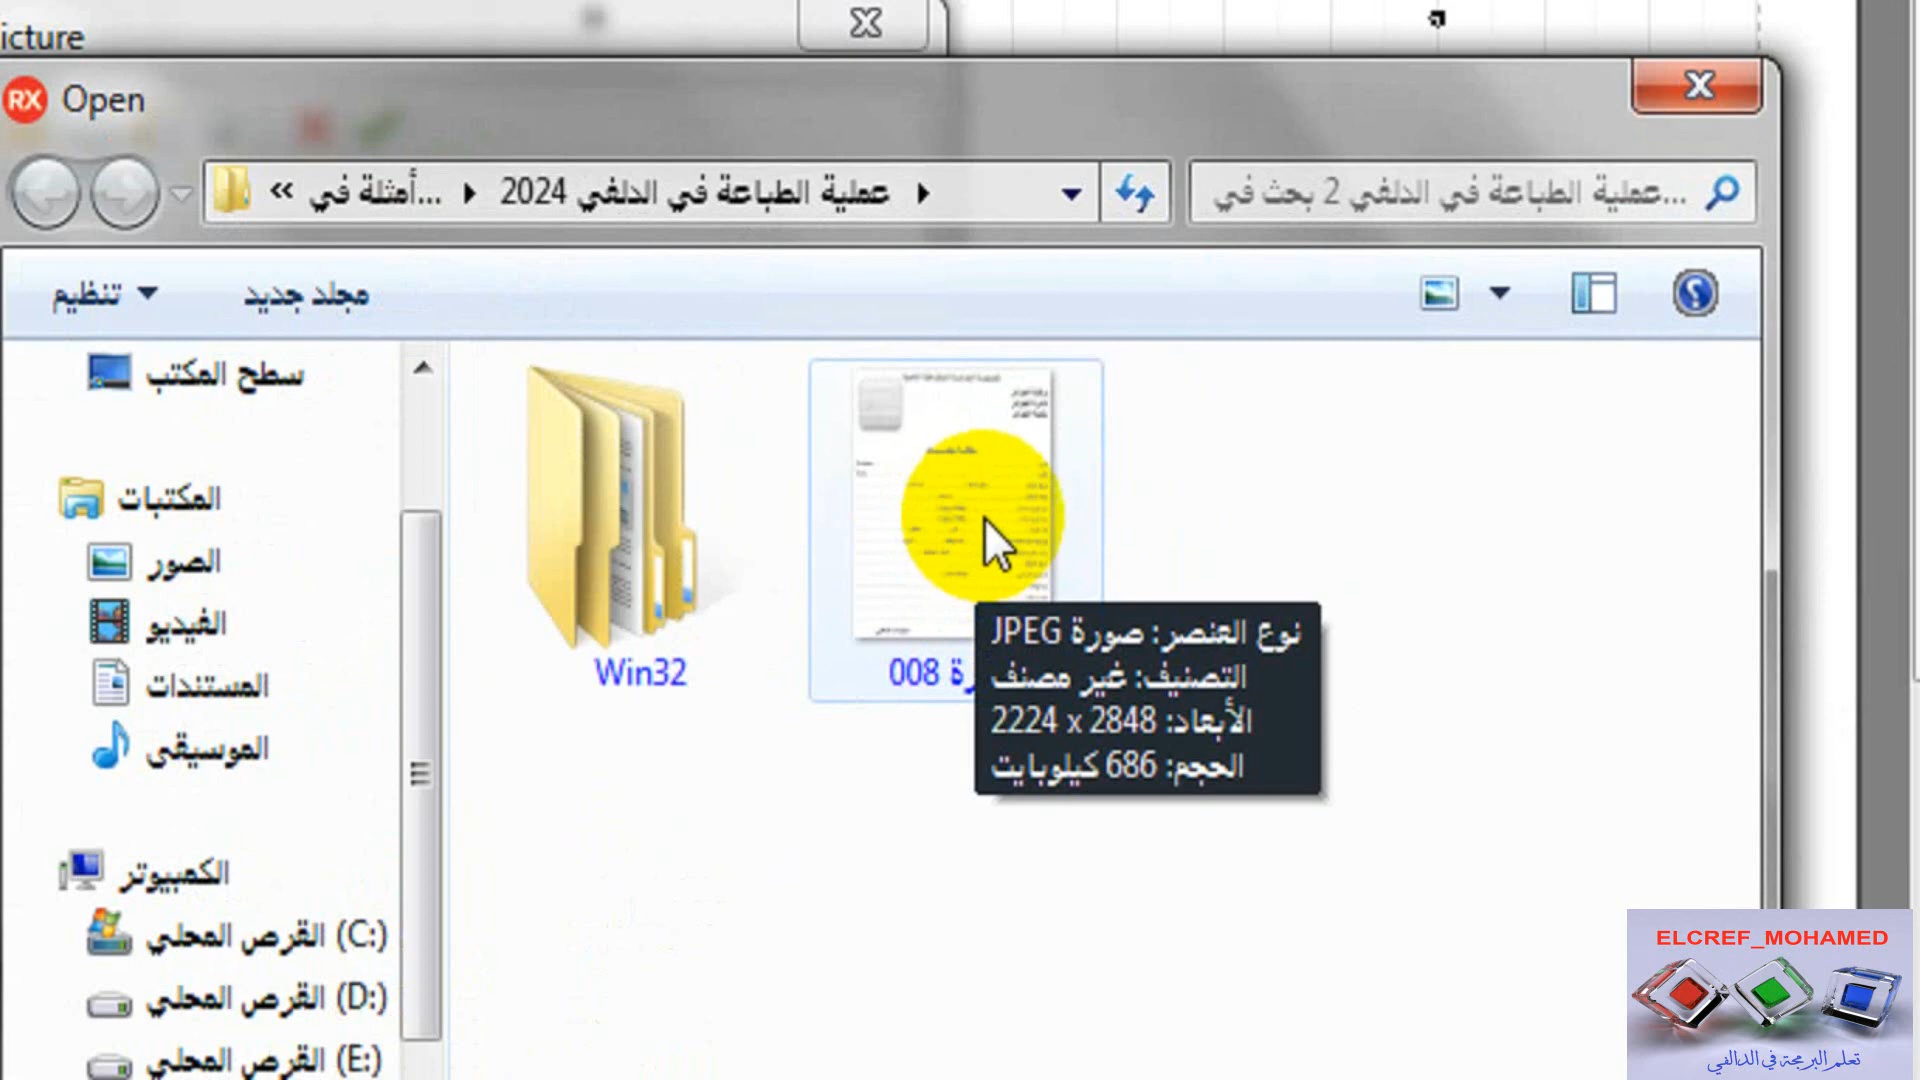 icture
Open
« ...أمثلة في ▸ عملية الطباعة في الدلفي 2024 ▸
...عملية الطباعة في الدلفي 2 بحث في
تنظيم
مجلد جديد
سطح المكتب
المكتبات
الصور
الفيديو
المستندات
الموسيقى
الكمبيوتر
القرص المحلي (C:)
القرص المحلي (D:)
القرص المحلي (E:)
Win32
رة 008
نوع العنصر: صورة JPEG
التصنيف: غير مصنف
الأبعاد: 2848 x 2224
الحجم: 686 كيلوبايت
ELCREF_MOHAMED
تعلم البرمجة في الدالفي